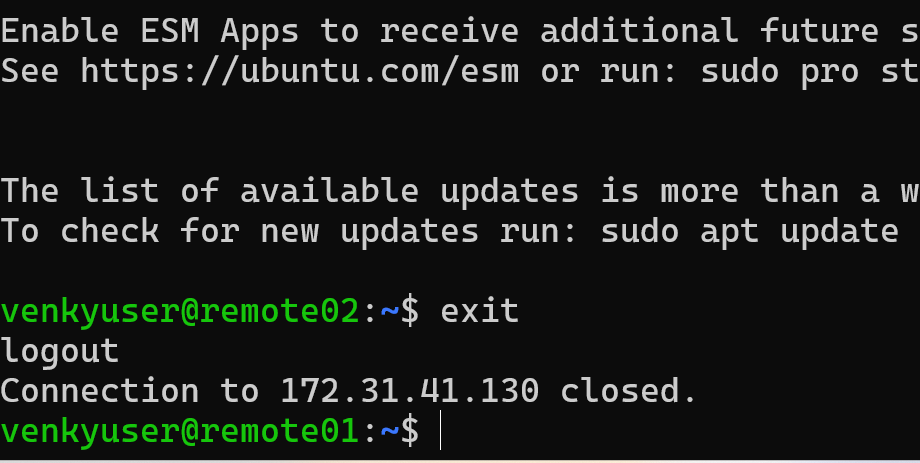 Enable ESM Apps to receive additional future s
See https://ubuntu.com/esm or run: sudo pro st
The list of available updates is more than a w
To check for new updates run: sudo apt update
venkyuser@remote02:~$ exit
logout
Connection to 172.31.41.130 closed.
venkyuser@remote01:~$